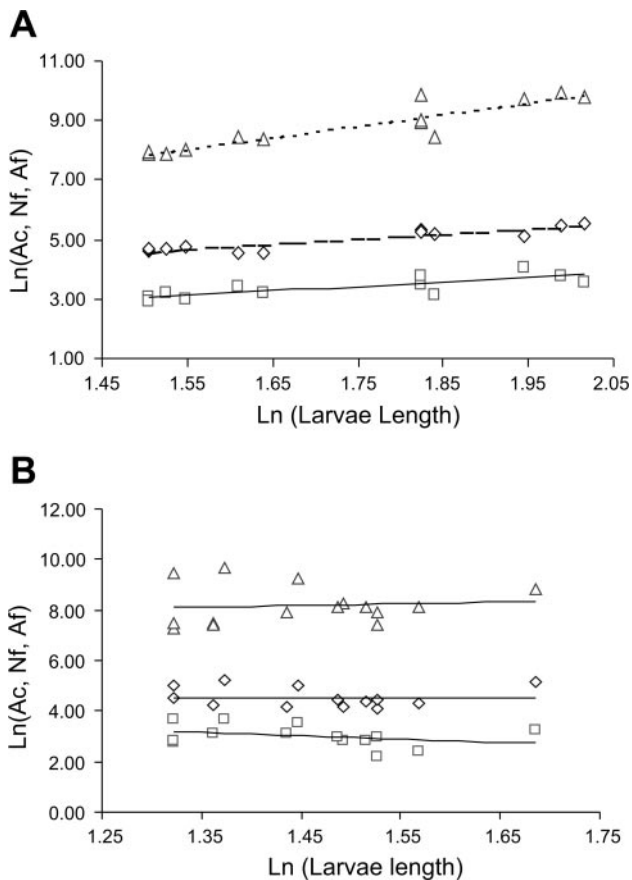 A
Ln(Ac, Nf, Af)
11.00
9.00
7.00
5.00
3.00
1.00
1.45 1.55 1.65 1.75 1.85 1.95 2.05
Ln (Larvae Length)
B
Ln(Ac, Nf, Af)
12.00
10.00
8.00
6.00
4.00
2.00
0.00
1.25 1.35 1.45 1.55 1.65 1.75
Ln (Larvae length)